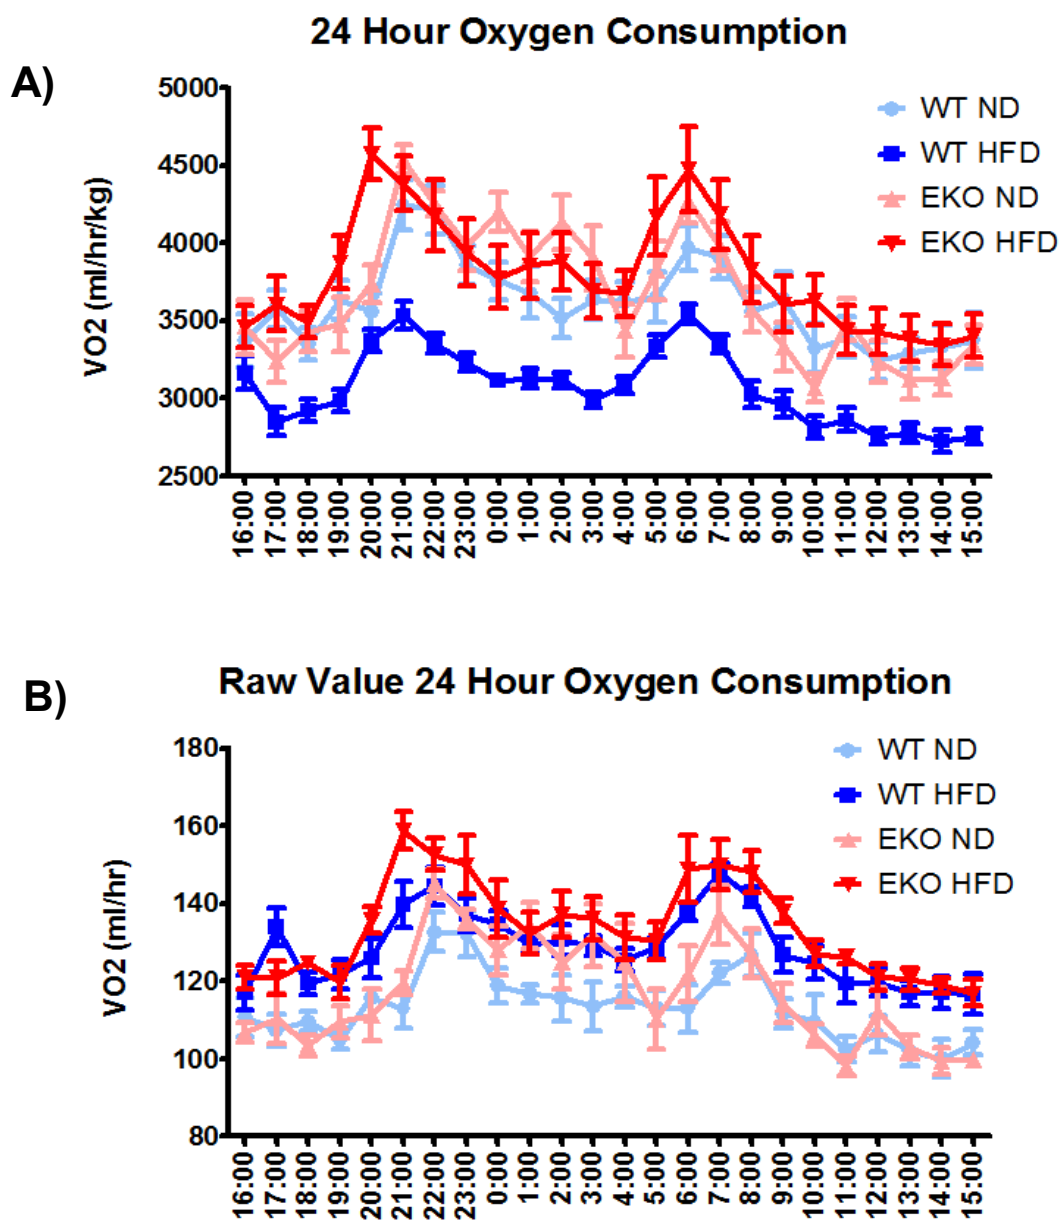 24 Hour Oxygen Consumption
A)
5000
4500
4000
3500
3000
2500
VO2 (ml/hr/kg)
WT ND
WT HFD
EKO ND
EKO HFD
16:00 17:00 18:00 19:00 20:00 21:00 22:00 23:00 0:00 1:00 2:00 3:00 4:00 5:00 6:00 7:00 8:00 9:00 10:00 11:00 12:00 13:00 14:00 15:00
Raw Value 24 Hour Oxygen Consumption
B)
180
160
140
120
100
80
VO2 (ml/hr)
WT ND
WT HFD
EKO ND
EKO HFD
16:00 17:00 18:00 19:00 20:00 21:00 22:00 23:00 0:00 1:00 2:00 3:00 4:00 5:00 6:00 7:00 8:00 9:00 10:00 11:00 12:00 13:00 14:00 15:00